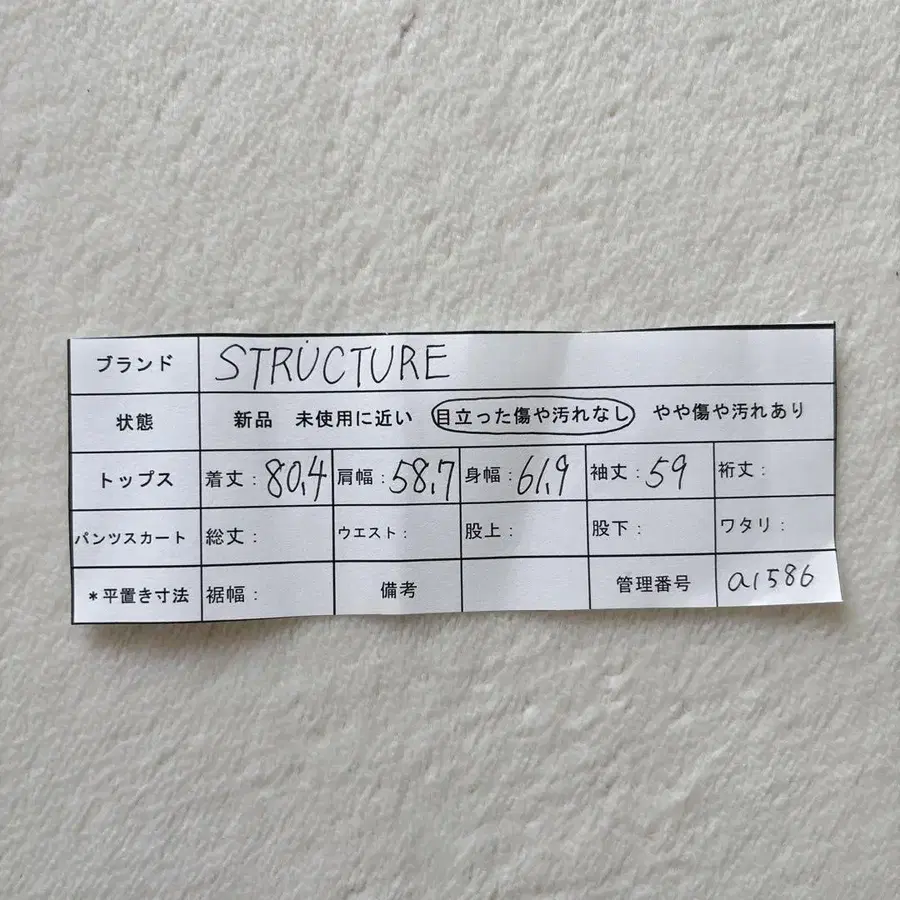 ブランド STRUCTURE
状態 新品 未使用に近い 目立った傷や汚れなし やや傷や汚れあり
トップス 着丈：80.4 肩幅：58.7 身幅：61.9 袖丈：59 裄丈：
パンツスカート 総丈： ウエスト： 股上： 股下： ワタリ：
*平置き寸法 裾幅： 備考 管理番号 a1586